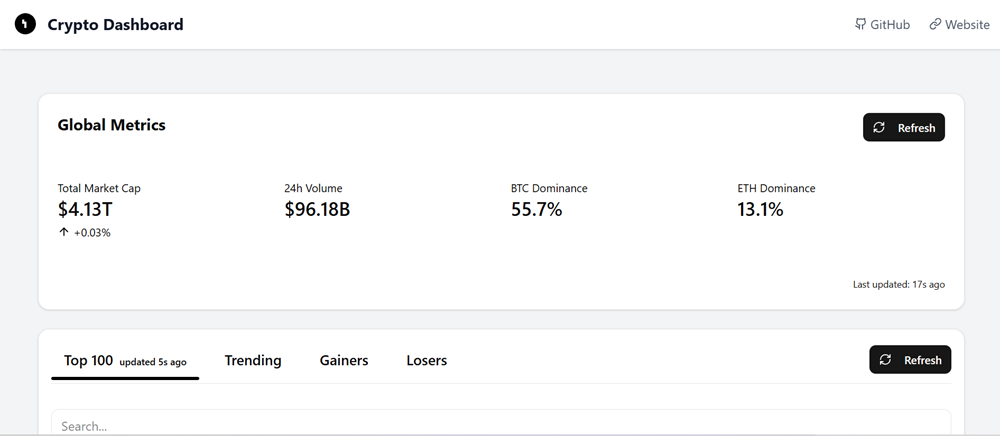 Crypto Dashboard
GitHub
Website
Global Metrics
Refresh
Total Market Cap
$4.13T
+0.03%
24h Volume
$96.18B
BTC Dominance
55.7%
ETH Dominance
13.1%
Last updated: 17s ago
Top 100 updated 5s ago
Trending
Gainers
Losers
Refresh
Search...